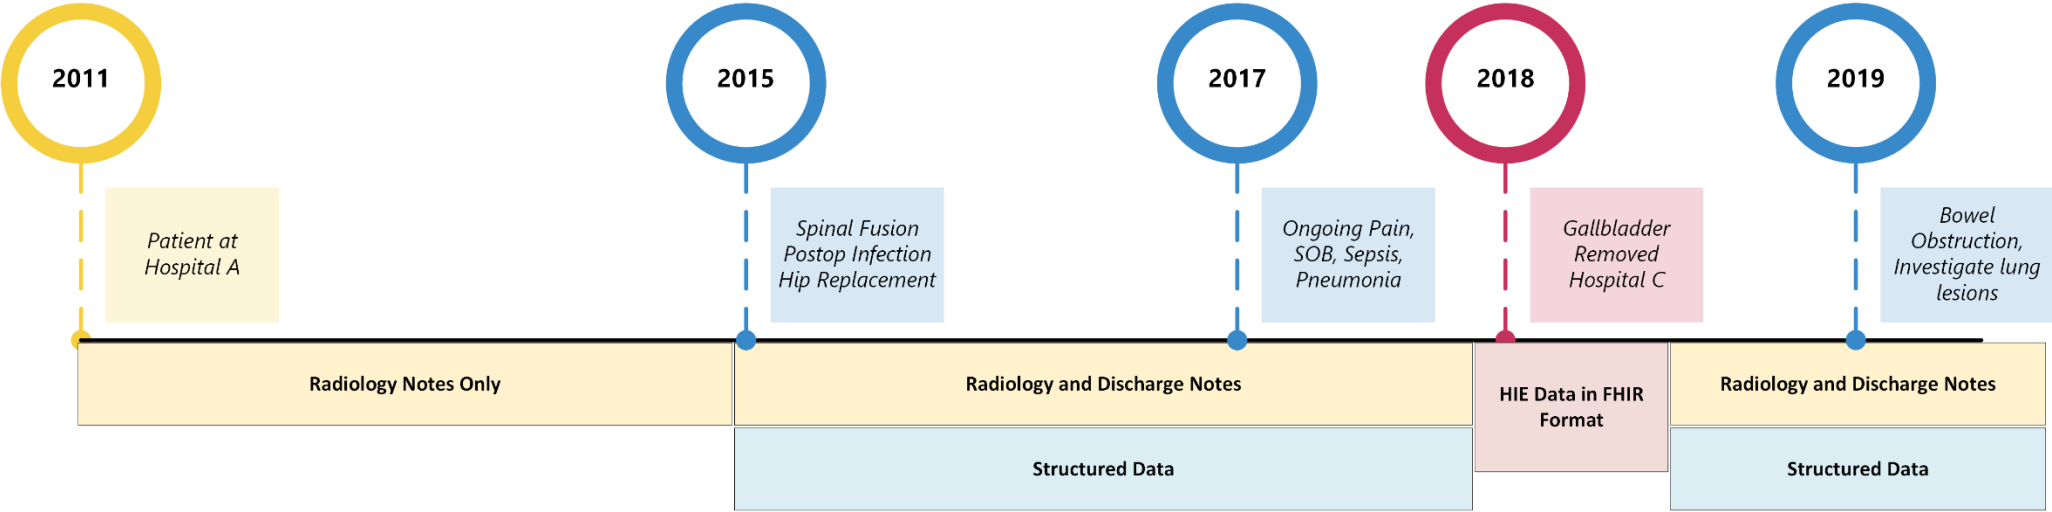 2011
2015
2017
2018
2019
Patient at
Hospital A
Spinal Fusion
Postop Infection
Hip Replacement
Ongoing Pain,
SOB, Sepsis,
Pneumonia
Gallbladder
Removed
Hospital C
Bowel
Obstruction,
Investigate lung
lesions
Radiology Notes Only
Radiology and Discharge Notes
HIE Data in FHIR
Format
Radiology and Discharge Notes
Structured Data
Structured Data